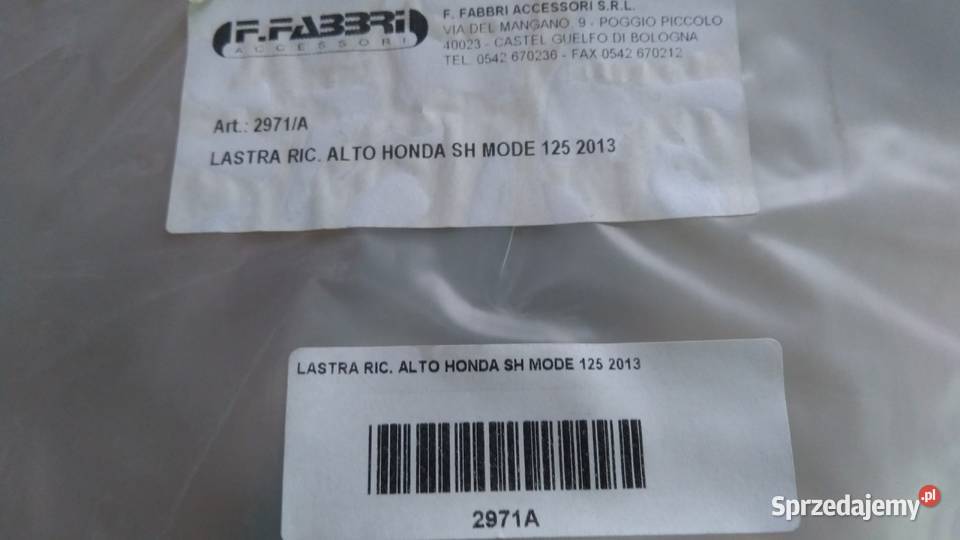 F.FABBRI
ACCESSORI
F. FABBRI ACCESSORI S.R.L.
VIA DEL MANGANO, 9 - POGGIO PICCOLO
40023 - CASTEL GUELFO DI BOLOGNA
TEL. 0542 670236 - FAX 0542 670212
Art.: 2971/A
LASTRA RIC. ALTO HONDA SH MODE 125 2013
LASTRA RIC. ALTO HONDA SH MODE 125 2013
2971A
Sprzedajemy.pl